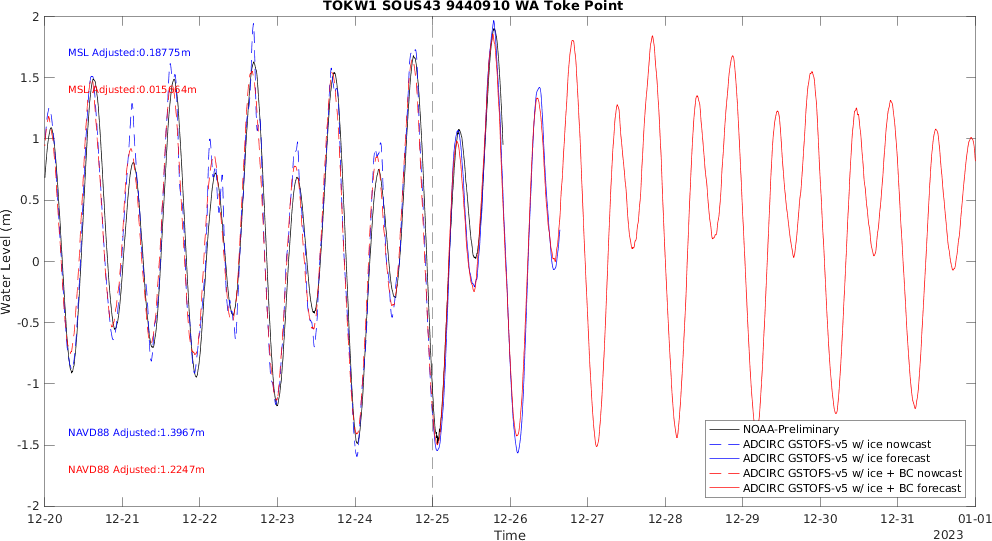 TOKW1 SOUS43 9440910 WA Toke Point
MSL Adjusted:0.18775m
MSL Adjusted:0.015664m
NAVD88 Adjusted:1.3967m
NAVD88 Adjusted:1.2247m
Water Level (m)
2
1.5
1
0.5
0
-0.5
-1
-1.5
-2
NOAA-Preliminary
ADCIRC GSTOFS-v5 w/ ice nowcast
ADCIRC GSTOFS-v5 w/ ice forecast
ADCIRC GSTOFS-v5 w/ ice + BC nowcast
ADCIRC GSTOFS-v5 w/ ice + BC forecast
12-20 12-21 12-22 12-23 12-24 12-25 12-26 12-27 12-28 12-29 12-30 12-31 01-01
Time
2023